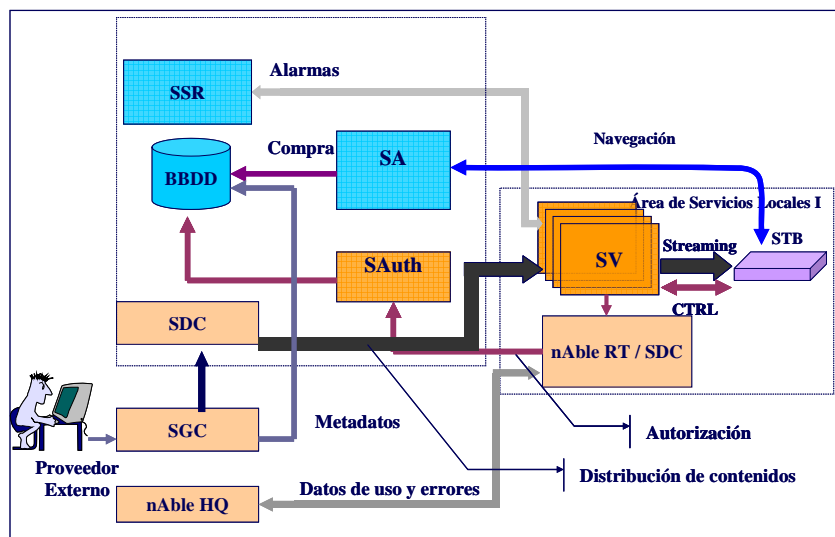 Alarmas
SSR
Compra
SA
Navegación
BBDD
Área de Servicios Locales I
Streaming
STB
SV
SAuth
CTRL
SDC
nAble RT / SDC
Metadatos
SGC
Autorización
Proveedor
Externo
Distribución de contenidos
Datos de uso y errores
nAble HQ